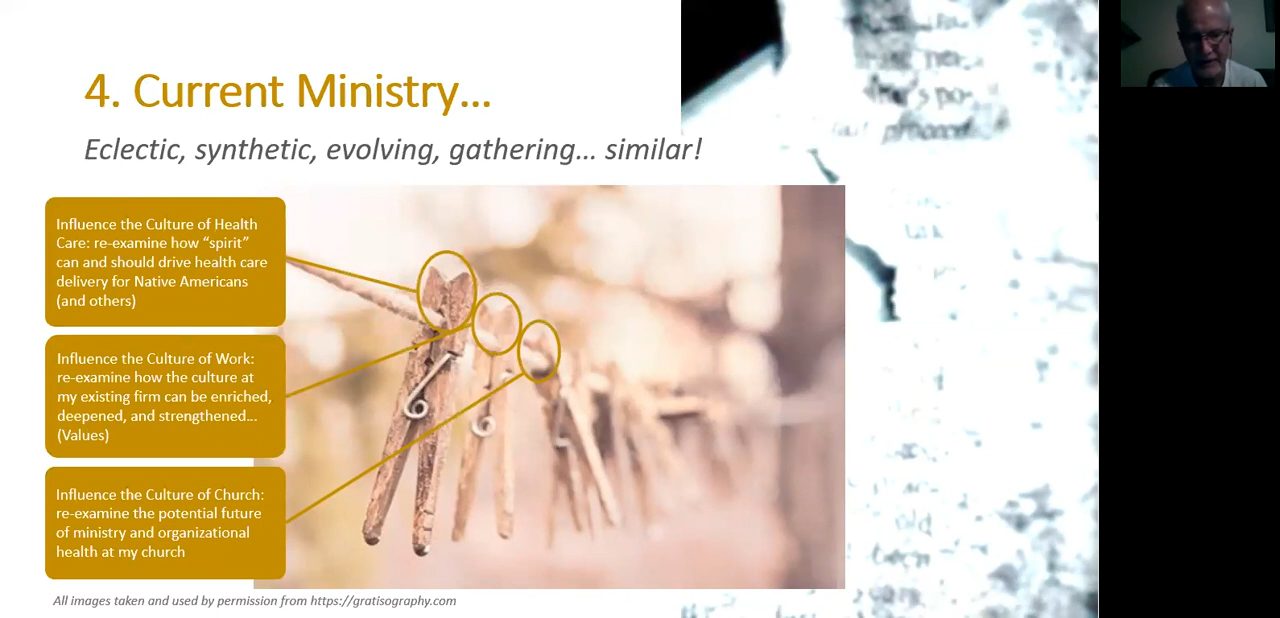 4. Current Ministry...
Eclectic, synthetic, evolving, gathering... similar!
Influence the Culture of Health
Care: re-examine how “spirit”
can and should drive health care
delivery for Native Americans
(and others)
Influence the Culture of Work:
re-examine how the culture at
my existing firm can be enriched,
deepened, and strengthened...
(Values)
Influence the Culture of Church:
re-examine the potential future
of ministry and organizational
health at my church
All images taken and used by permission from https://gratisography.com